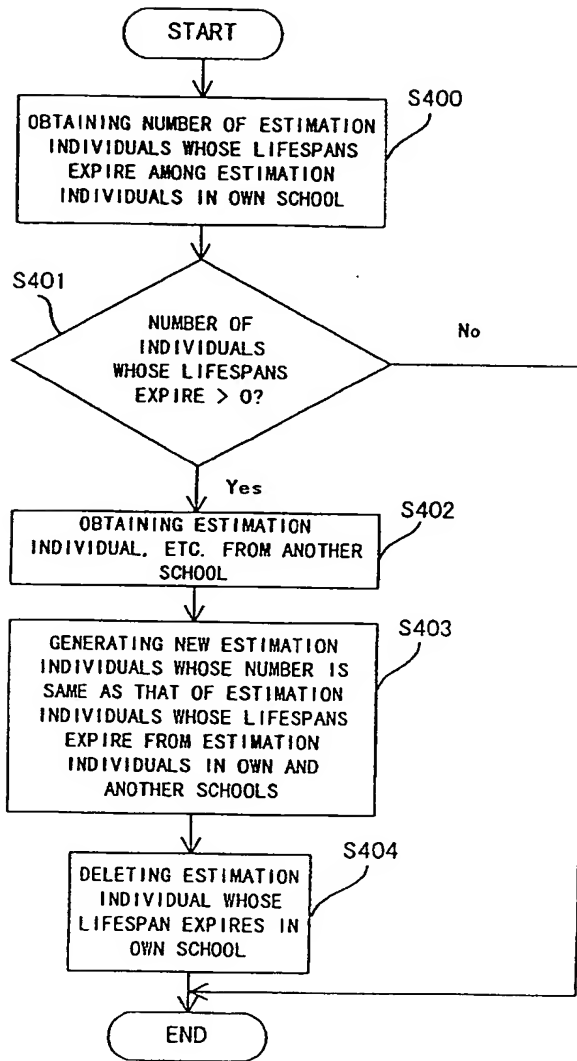 START
S400
OBTAINING NUMBER OF ESTIMATION
INDIVIDUALS WHOSE LIFESPANS
EXPIRE AMONG ESTIMATION
INDIVIDUALS IN OWN SCHOOL
S401
NUMBER OF
INDIVIDUALS
WHOSE LIFESPANS
EXPIRE > 0?
No
Yes
S402
OBTAINING ESTIMATION
INDIVIDUAL, ETC. FROM ANOTHER
SCHOOL
S403
GENERATING NEW ESTIMATION
INDIVIDUALS WHOSE NUMBER IS
SAME AS THAT OF ESTIMATION
INDIVIDUALS WHOSE LIFESPANS
EXPIRE FROM ESTIMATION
INDIVIDUALS IN OWN AND
ANOTHER SCHOOLS
S404
DELETING ESTIMATION
INDIVIDUAL WHOSE
LIFESPAN EXPIRES IN
OWN SCHOOL
END